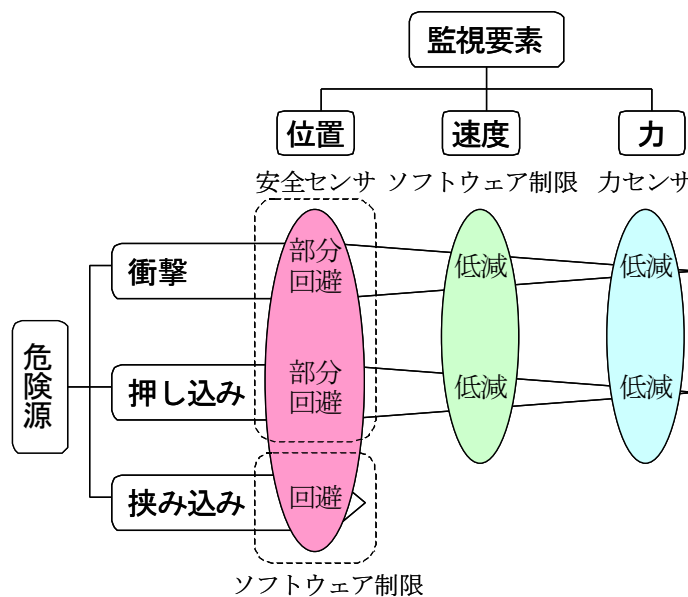 監視要素
位置
速度
力
安全センサ
ソフトウェア制限
力センサ
衝撃
部分
回避
低減
低減
危険源
押し込み
部分
回避
低減
低減
挟み込み
回避
ソフトウェア制限